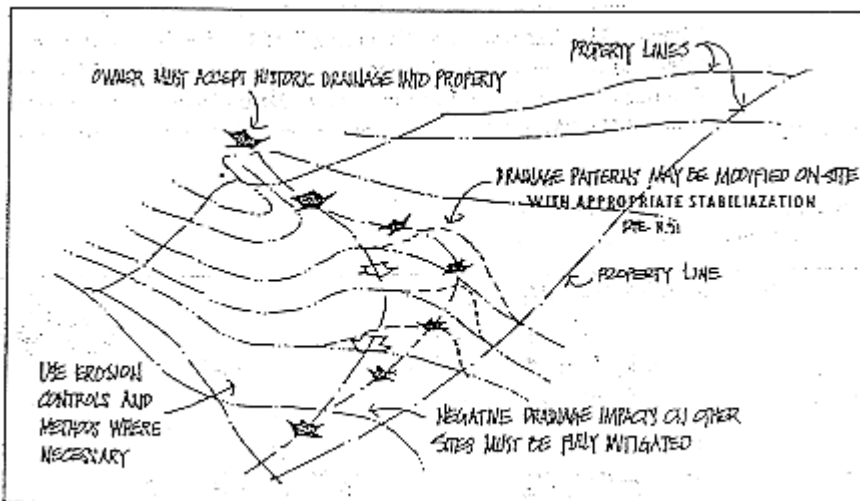 PROPERTY LINES
OWNER MUST ACCEPT HISTORIC DRAINAGE INTO PROPERTY
DRAINAGE PATTERNS MAY BE MODIFIED ON-SITE
WITH APPROPRIATE STABILIAZATION
PROPERTY LINE
USE EROSION
CONTROLS AND
METHODS WHERE
NECESSARY
NEGATIVE DRAINAGE IMPACTS ON OTHER
SITES MUST BE FULLY MITIGATED